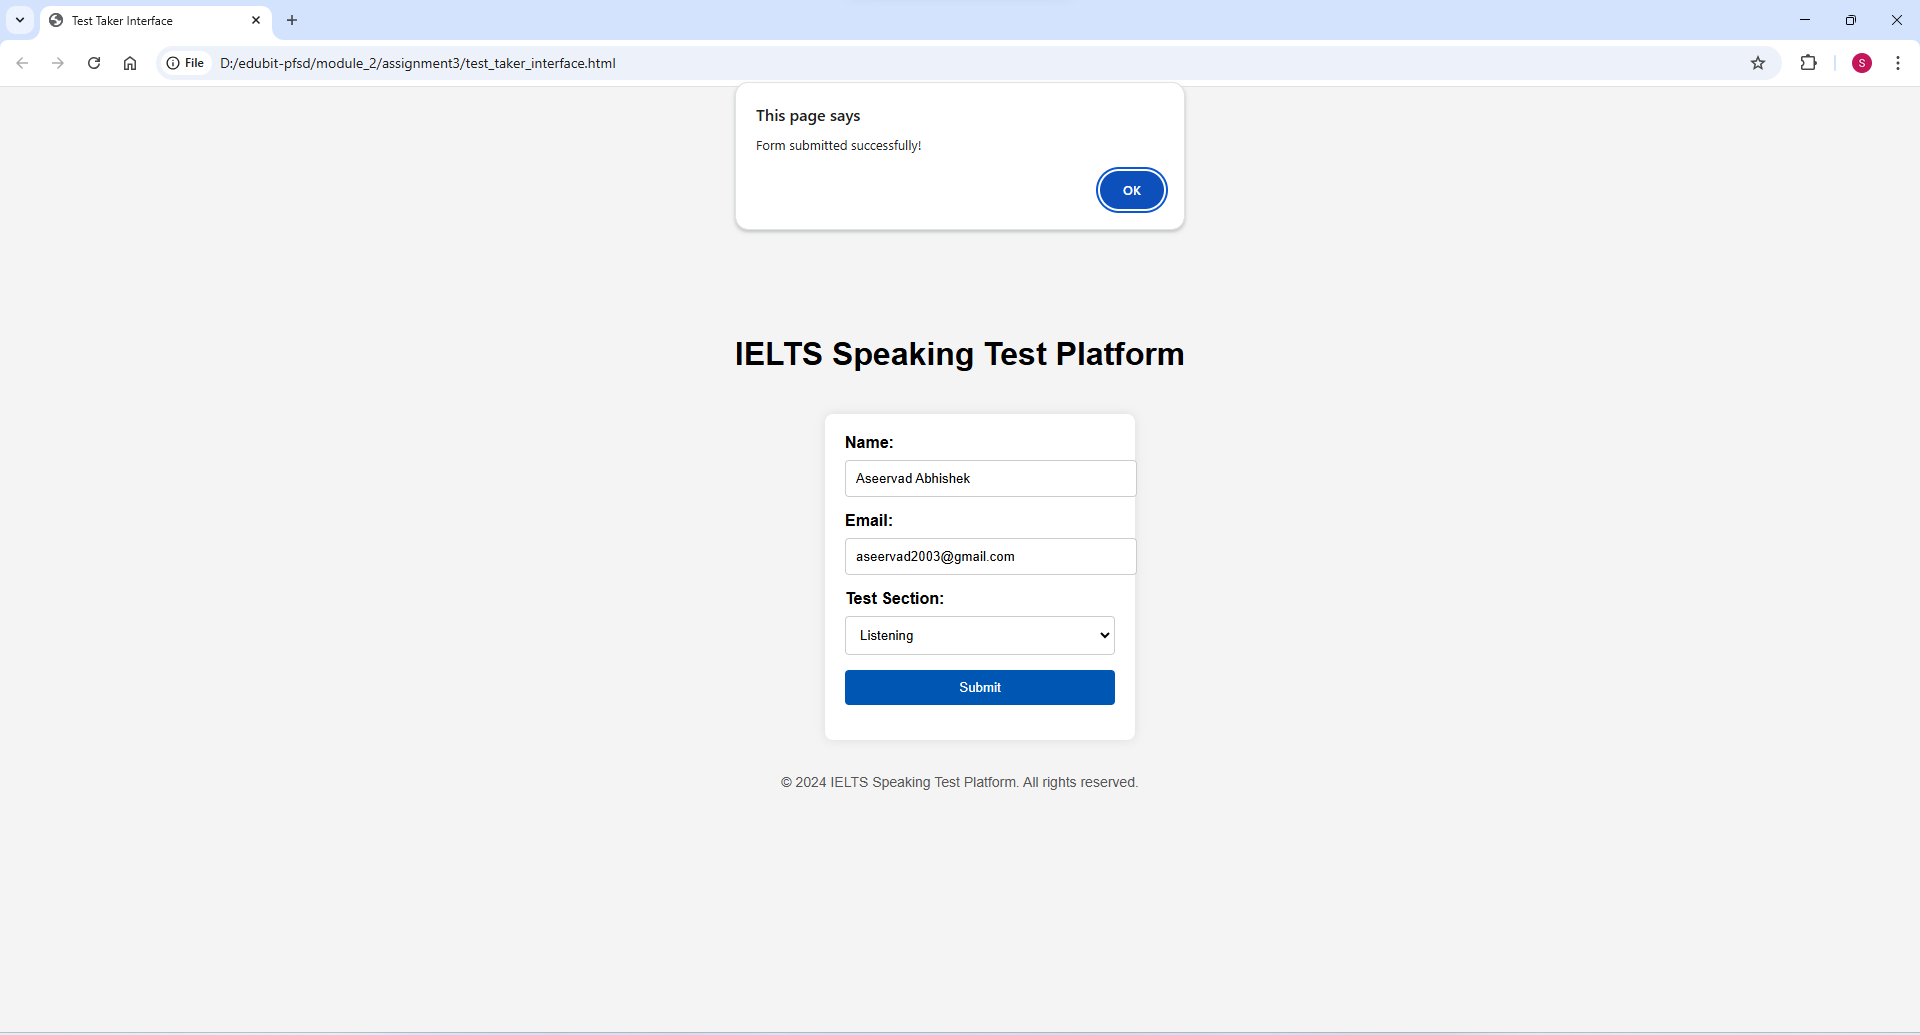 Test Taker Interface
File
D:/edubit-pfsd/module_2/assignment3/test_taker_interface.html
S
This page says
Form submitted successfully!
OK
IELTS Speaking Test Platform
Name:
Aseervad Abhishek
Email:
aseervad2003@gmail.com
Test Section:
Listening
Submit
© 2024 IELTS Speaking Test Platform. All rights reserved.